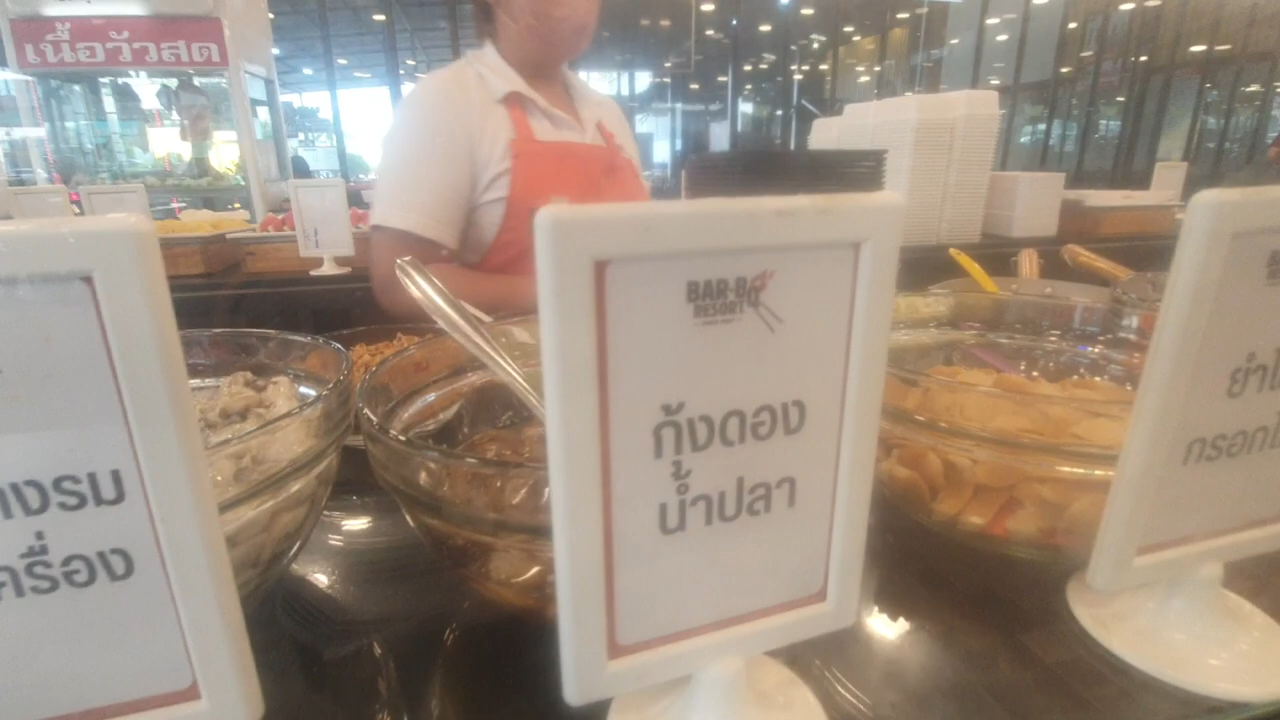 เนื้อวัวสด
BAR-B-Q
RESORT
กุ้งดอง
น้ำปลา
างรม
ครื่อง
ยำไ
กรอก